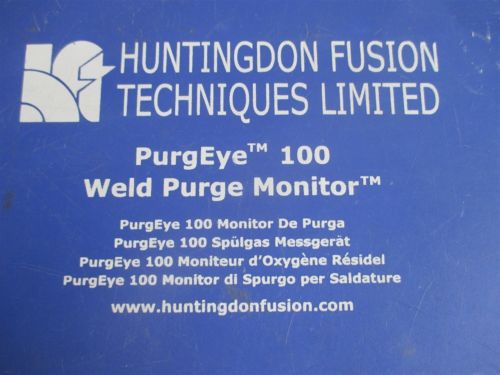 HUNTINGDON FUSION
TECHNIQUES LIMITED
PurgEye™ 100
Weld Purge Monitor™
PurgEye 100 Monitor De Purga
PurgEye 100 Spülgas Messgerät
PurgEye 100 Moniteur d'Oxygène Résidel
PurgEye 100 Monitor di Spurgo per Saldature
www.huntingdonfusion.com